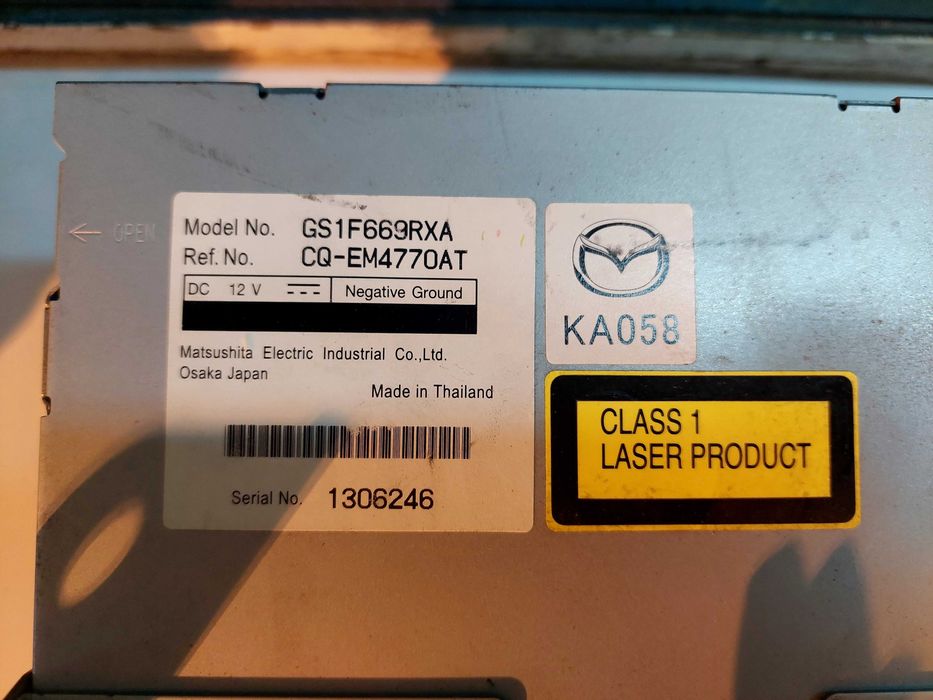 ← OPEN
Model No. GS1F669RXA
Ref. No. CQ-EM4770AT
DC 12 V Negative Ground
Matsushita Electric Industrial Co.,Ltd.
Osaka Japan
Made in Thailand
Serial No. 1306246
KA058
CLASS 1
LASER PRODUCT